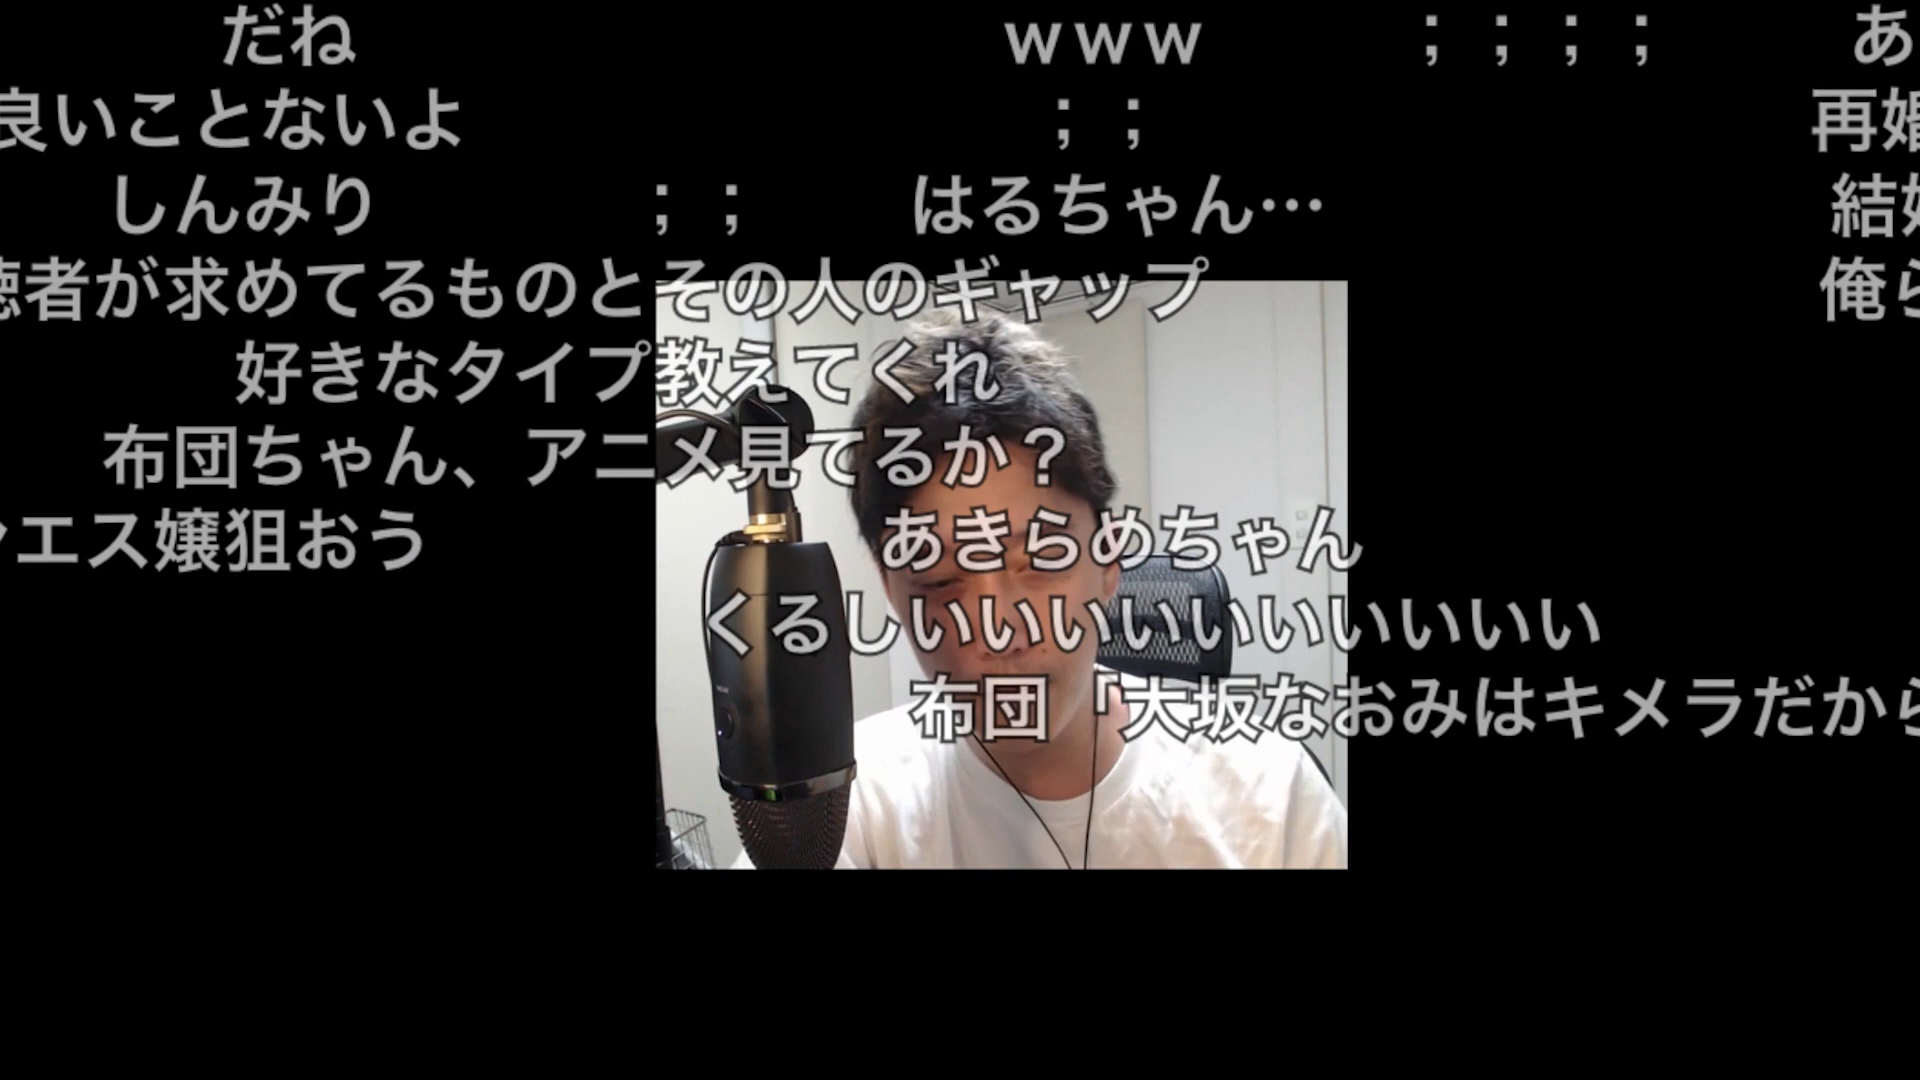 だね　ｗｗｗ　；；；；　あ
良いことないよ　；；　再婚
しんみり　；；　はるちゃん…　結婚
聴者が求めてるものとその人のギャップ　俺ら
好きなタイプ教えてくれ
布団ちゃん、アニメ見てるか？
エス嬢狙おう　あきらめちゃん
くるしいいいいいいいいいい
布団「大坂なおみはキメラだから